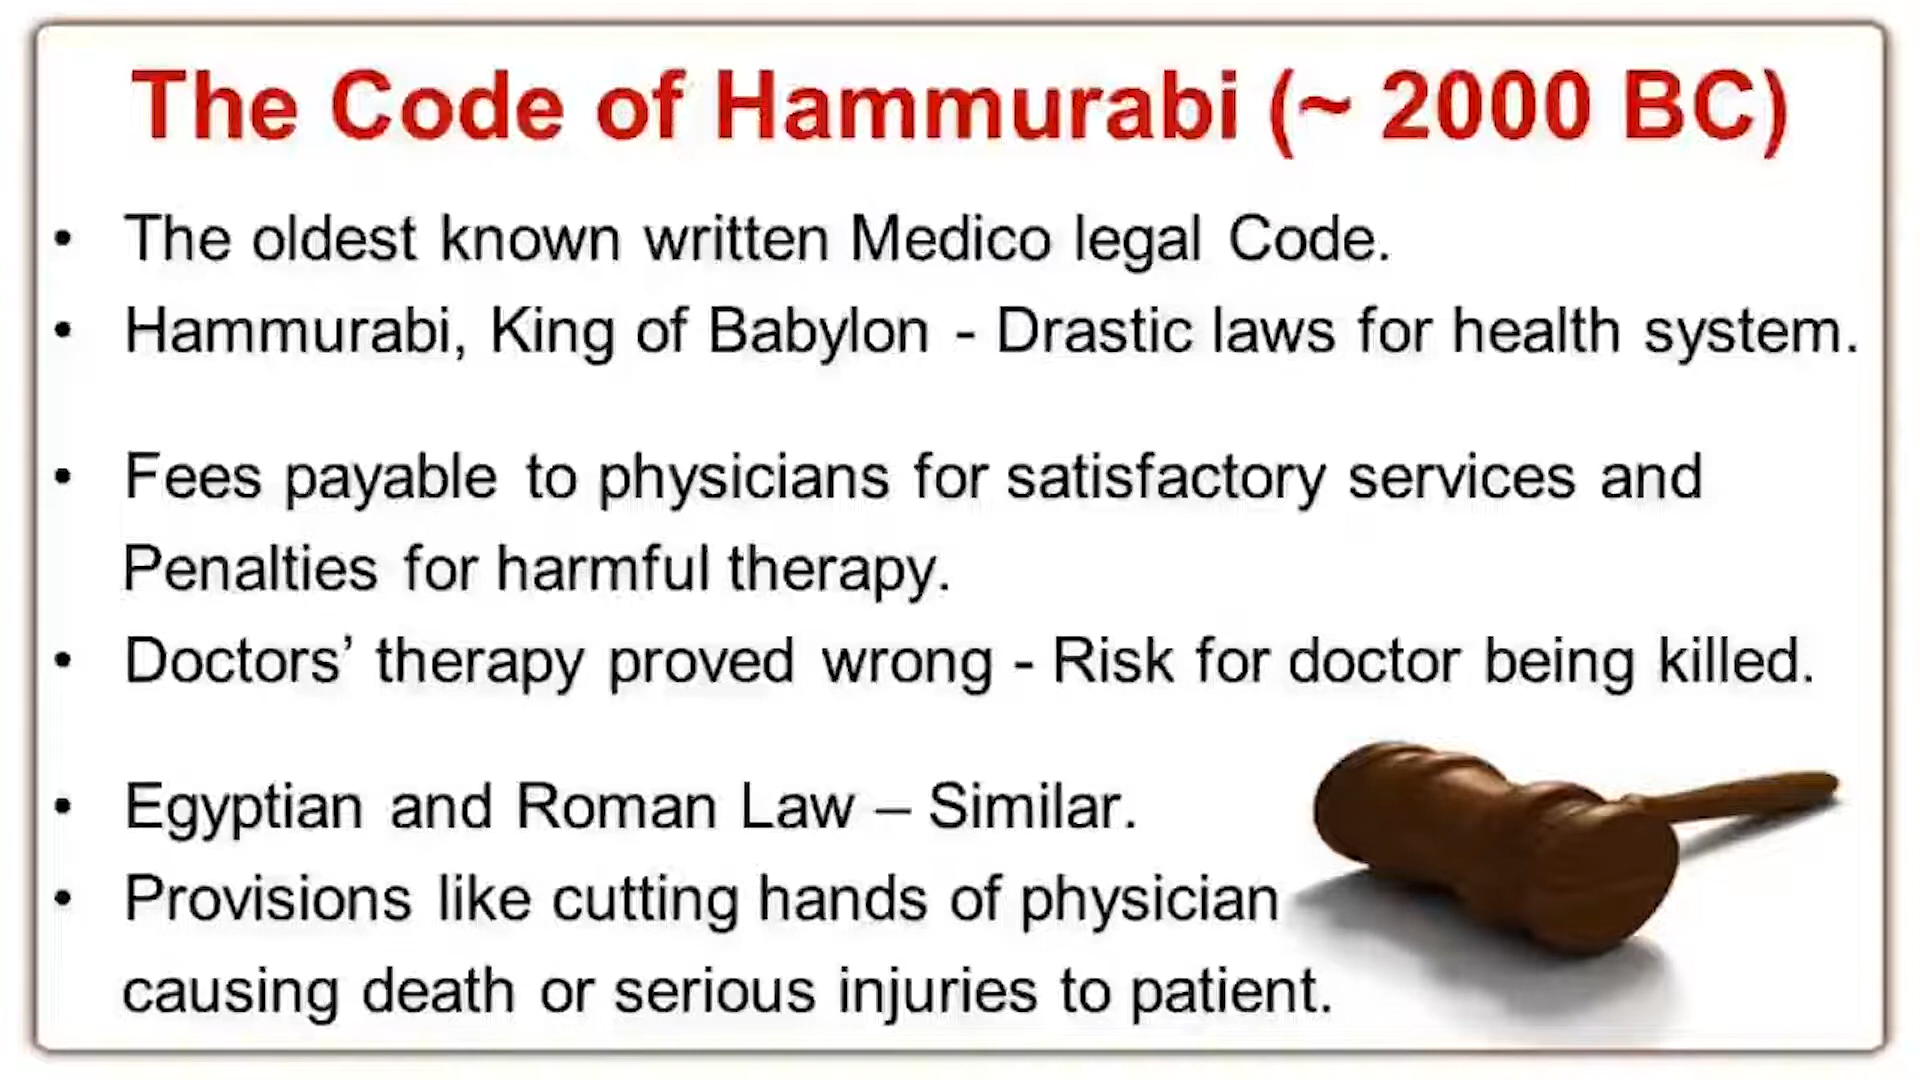 The Code of Hammurabi (~ 2000 BC)
• The oldest known written Medico legal Code.
• Hammurabi, King of Babylon - Drastic laws for health system.
• Fees payable to physicians for satisfactory services and
Penalties for harmful therapy.
• Doctors’ therapy proved wrong - Risk for doctor being killed.
• Egyptian and Roman Law – Similar.
• Provisions like cutting hands of physician
causing death or serious injuries to patient.